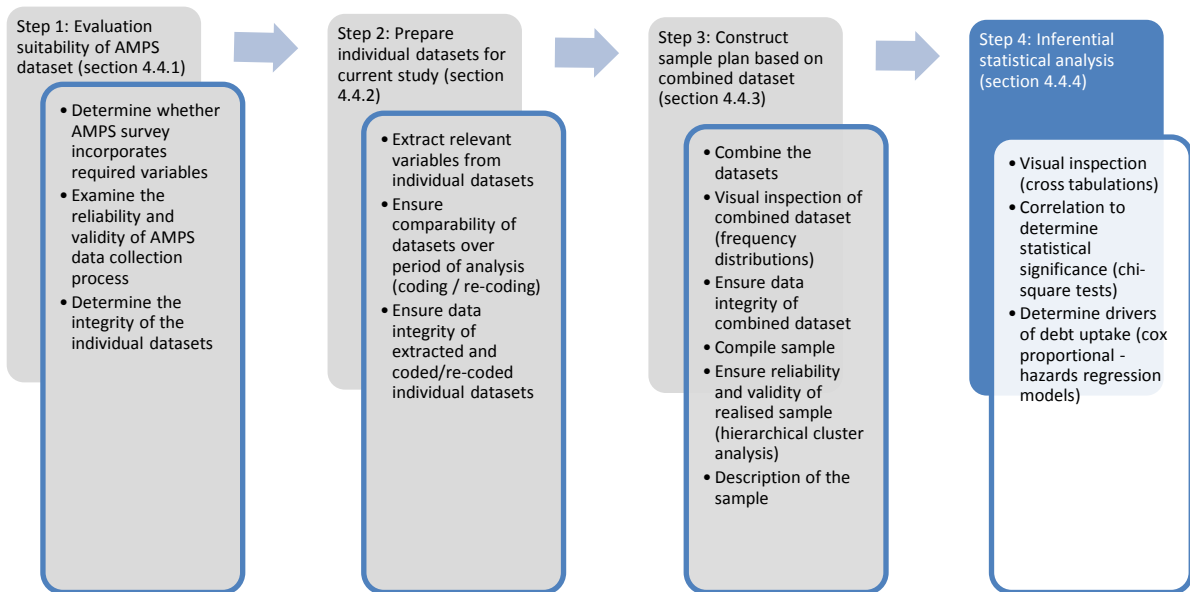 Step 1: Evaluation
suitability of AMPS
dataset (section 4.4.1)
• Determine whether
AMPS survey
incorporates
required variables
• Examine the
reliability and
validity of AMPS
data collection
process
• Determine the
integrity of the
individual datasets
Step 2: Prepare
individual datasets for
current study (section
4.4.2)
• Extract relevant
variables from
individual datasets
• Ensure
comparability of
datasets over
period of analysis
(coding / re-coding)
• Ensure data
integrity of
extracted and
coded/re-coded
individual datasets
Step 3: Construct
sample plan based on
combined dataset
(section 4.4.3)
• Combine the
datasets
• Visual inspection of
combined dataset
(frequency
distributions)
• Ensure data
integrity of
combined dataset
• Compile sample
• Ensure reliability
and validity of
realised sample
(hierarchical cluster
analysis)
• Description of the
sample
Step 4: Inferential
statistical analysis
(section 4.4.4)
• Visual inspection
(cross tabulations)
• Correlation to
determine
statistical
significance (chi-
square tests)
• Determine drivers
of debt uptake (cox
proportional -
hazards regression
models)